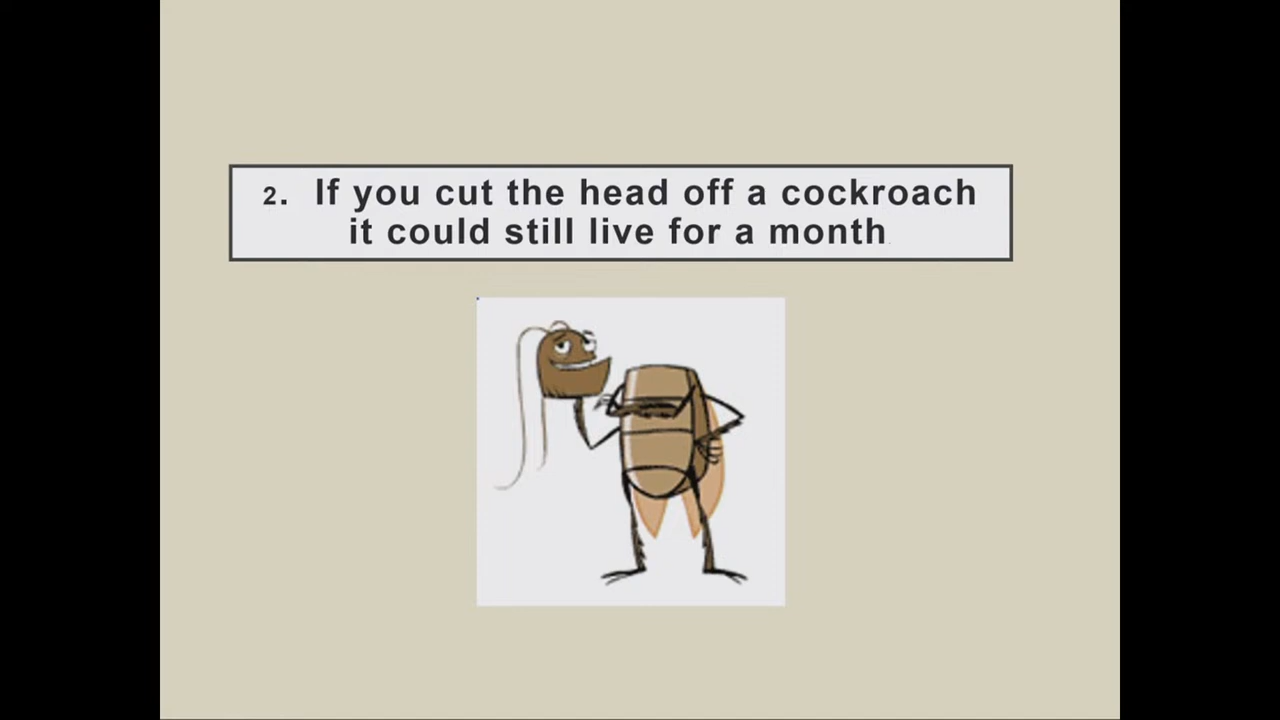 2. If you cut the head off a cockroach
it could still live for a month.